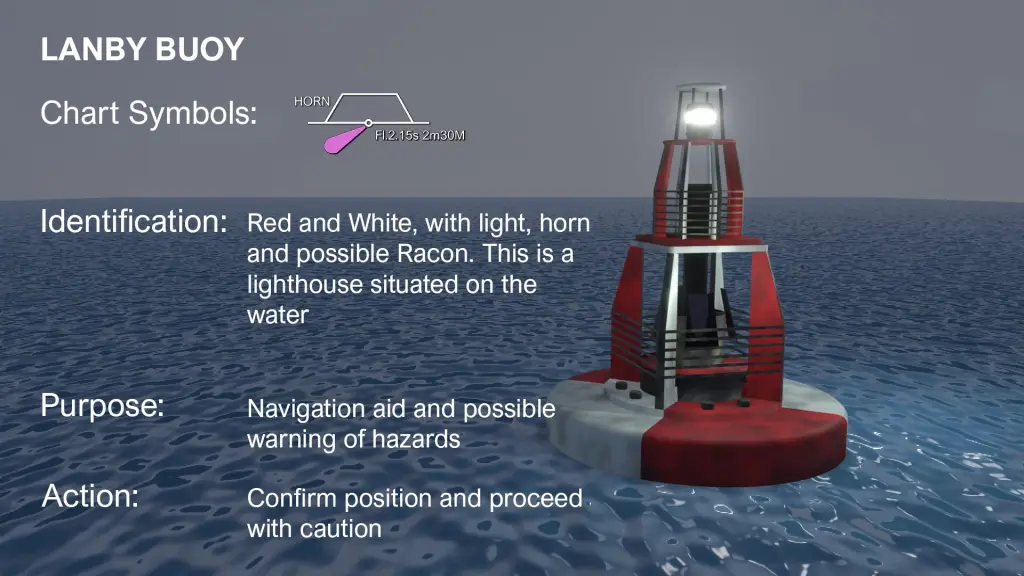 LANBY BUOY
Chart Symbols:
HORN
Fl.2.15s 2m30M
Identification:
Red and White, with light, horn
and possible Racon. This is a
lighthouse situated on the
water
Purpose:
Navigation aid and possible
warning of hazards
Action:
Confirm position and proceed
with caution